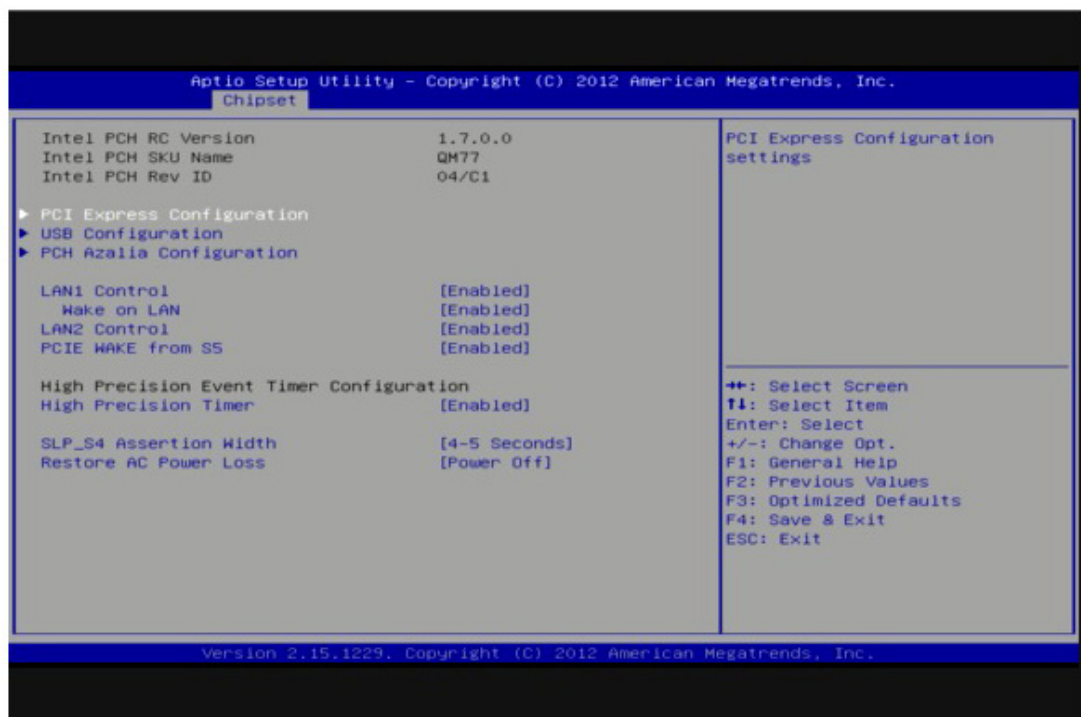 Aptio Setup Utility - Copyright (C) 2012 American Megatrends, Inc.
Chipset
Intel PCH RC Version 1.7.0.0
Intel PCH SKU Name QM77
Intel PCH Rev ID 04/C1
► PCI Express Configuration
► USB Configuration
► PCH Azalia Configuration
LAN1 Control [Enabled]
Wake on LAN [Enabled]
LAN2 Control [Enabled]
PCIE WAKE from S5 [Enabled]
High Precision Event Timer Configuration
High Precision Timer [Enabled]
SLP_S4 Assertion Width [4-5 Seconds]
Restore AC Power Loss [Power Off]
PCI Express Configuration
settings
→←: Select Screen
↑↓: Select Item
Enter: Select
+/-: Change Opt.
F1: General Help
F2: Previous Values
F3: Optimized Defaults
F4: Save & Exit
ESC: Exit
Version 2.15.1229. Copyright (C) 2012 American Megatrends, Inc.